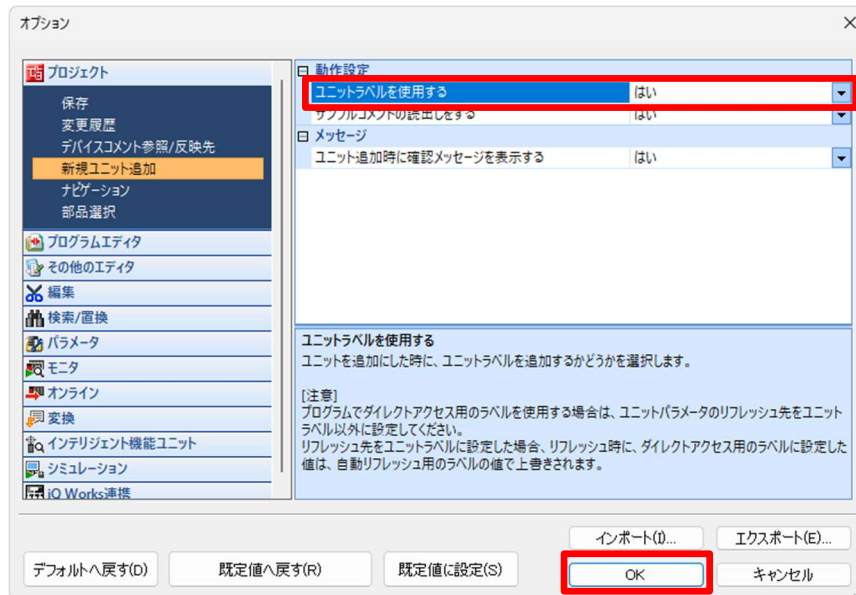 オプション
プロジェクト
保存
変更履歴
デバイスコメント参照/反映先
新規ユニット追加
ナビゲーション
部品選択
プログラムエディタ
その他のエディタ
編集
検索/置換
パラメータ
モニタ
オンライン
変換
インテリジェント機能ユニット
シミュレーション
iQ Works連携
動作設定
ユニットラベルを使用する はい
サンプルコメントの読出しをする はい
メッセージ
ユニット追加時に確認メッセージを表示する はい
ユニットラベルを使用する
ユニットを追加にした時に、ユニットラベルを追加するかどうかを選択します。
[注意]
プログラムでダイレクトアクセス用のラベルを使用する場合は、ユニットパラメータのリフレッシュ先をユニット
ラベル以外に設定してください。
リフレッシュ先をユニットラベルに設定した場合、リフレッシュ時に、ダイレクトアクセス用のラベルに設定した
値は、自動リフレッシュ用のラベルの値で上書きされます。
インポート(I)... エクスポート(E)...
デフォルトへ戻す(D) 既定値へ戻す(R) 既定値に設定(S) OK キャンセル